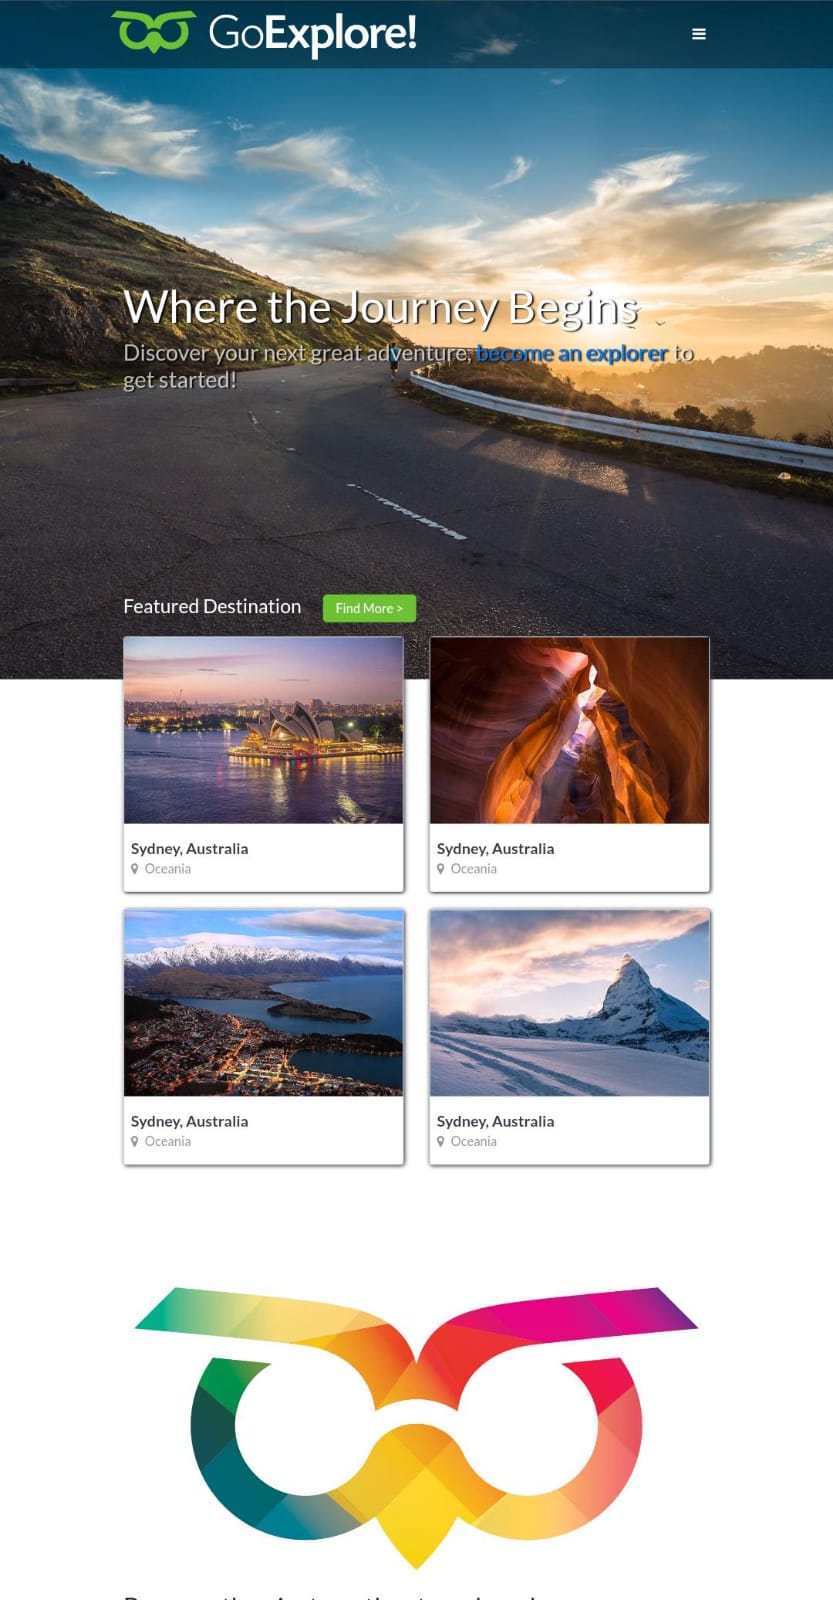 GoExplore!
Where the Journey Begins
Discover your next great adventure, become an explorer to
get started!
Featured Destination
Find More >
Sydney, Australia
Oceania
Sydney, Australia
Oceania
Sydney, Australia
Oceania
Sydney, Australia
Oceania